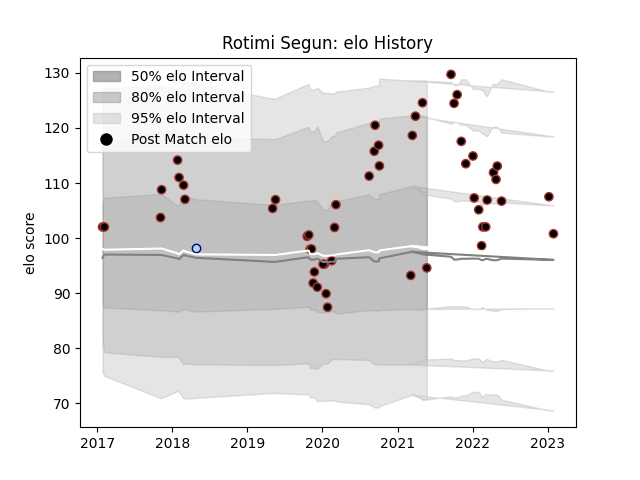 Rotimi Segun: elo History
50% elo Interval
80% elo Interval
95% elo Interval
Post Match elo
elo score
130
120
110
100
90
80
70
2017
2018
2019
2020
2021
2022
2023